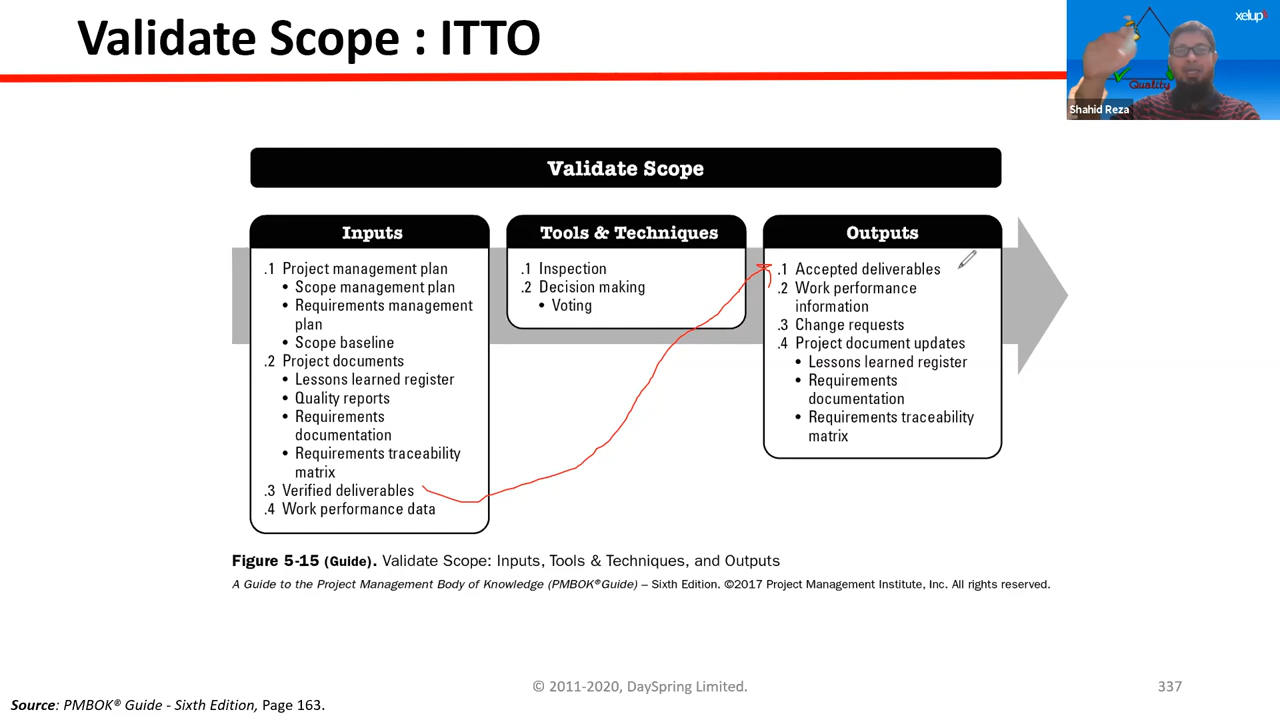 Validate Scope : ITTO
xelup
Quality
Shahid Reza
Validate Scope
Inputs
.1 Project management plan
• Scope management plan
• Requirements management
plan
• Scope baseline
.2 Project documents
• Lessons learned register
• Quality reports
• Requirements
documentation
• Requirements traceability
matrix
.3 Verified deliverables
.4 Work performance data
Tools & Techniques
.1 Inspection
.2 Decision making
• Voting
Outputs
.1 Accepted deliverables
.2 Work performance
information
.3 Change requests
.4 Project document updates
• Lessons learned register
• Requirements
documentation
• Requirements traceability
matrix
Figure 5-15 (Guide). Validate Scope: Inputs, Tools & Techniques, and Outputs
A Guide to the Project Management Body of Knowledge (PMBOK®Guide) – Sixth Edition. ©2017 Project Management Institute, Inc. All rights reserved.
© 2011-2020, DaySpring Limited.
337
Source: PMBOK® Guide - Sixth Edition, Page 163.